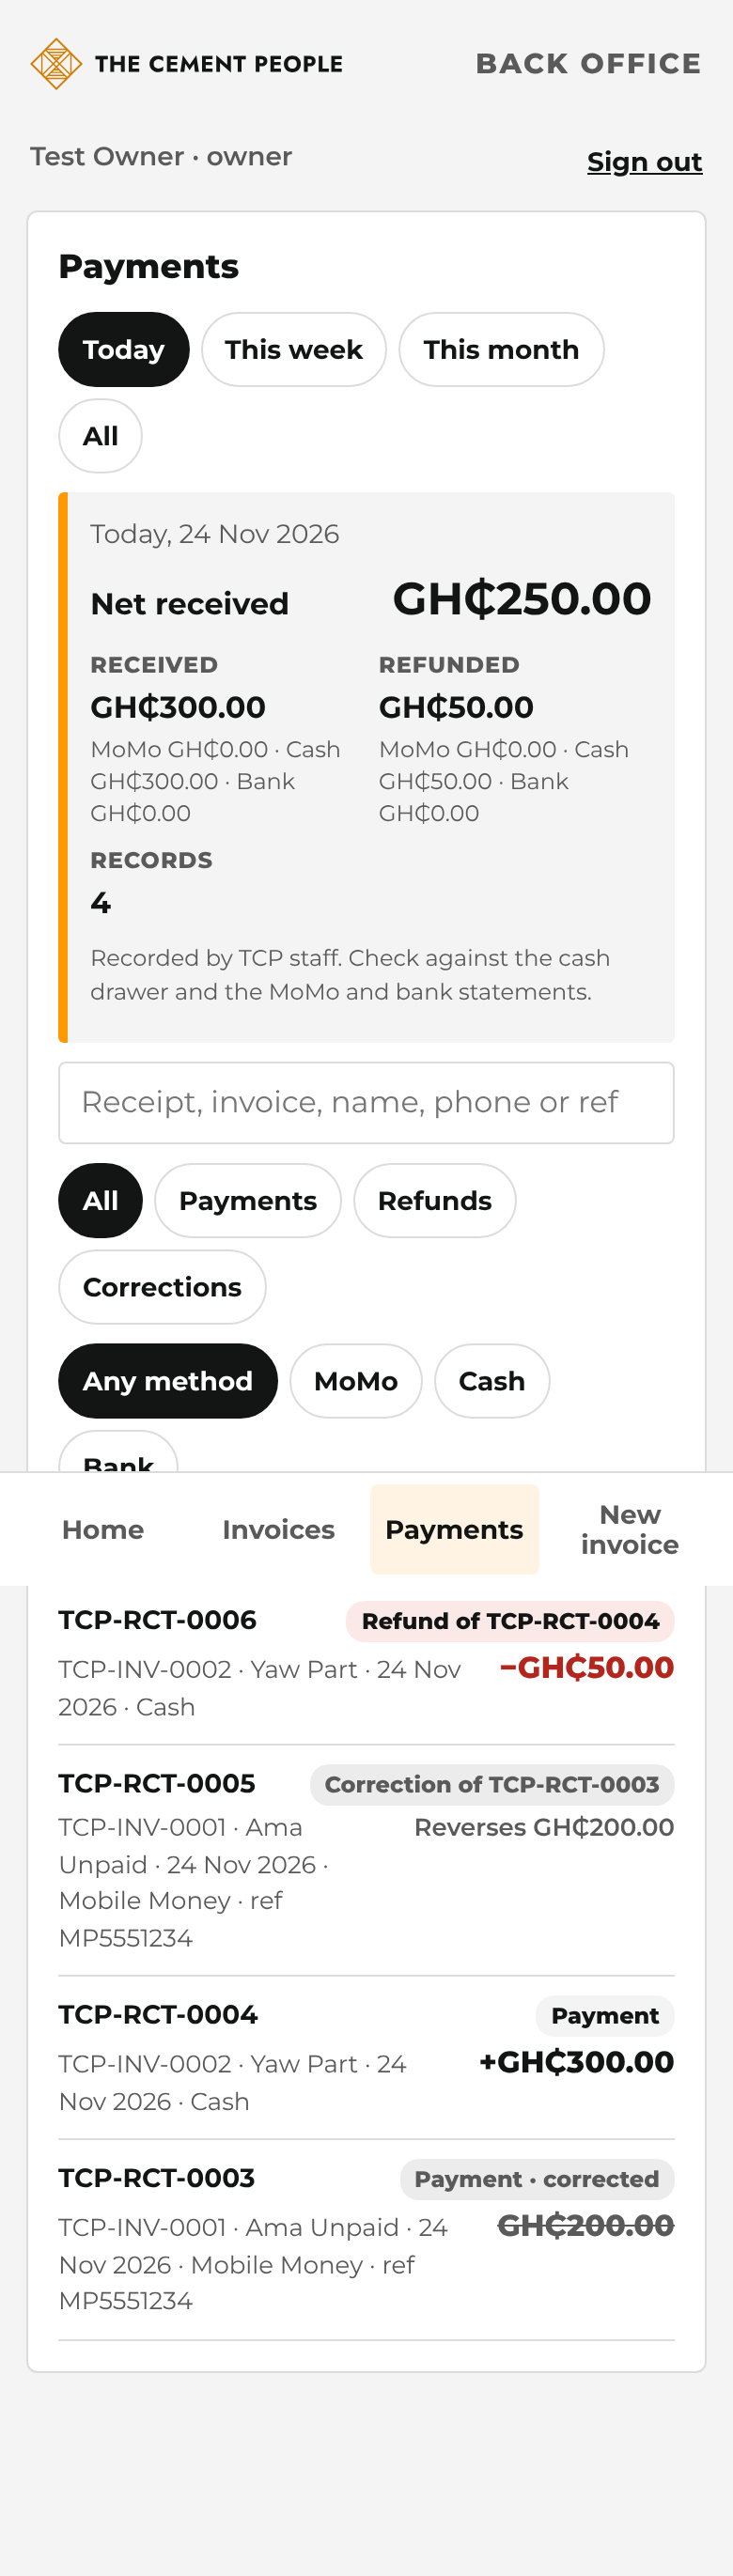 THE CEMENT PEOPLE
BACK OFFICE
Test Owner · owner
Sign out
Payments
Today
This week
This month
All
Today, 24 Nov 2026
Net received
GH₵250.00
RECEIVED
REFUNDED
GH₵300.00
GH₵50.00
MoMo GH₵0.00 · Cash
GH₵300.00 · Bank
GH₵0.00
MoMo GH₵0.00 · Cash
GH₵50.00 · Bank
GH₵0.00
RECORDS
4
Recorded by TCP staff. Check against the cash
drawer and the MoMo and bank statements.
Receipt, invoice, name, phone or ref
All
Payments
Refunds
Corrections
Any method
MoMo
Cash
Bank
Home
Invoices
Payments
New
invoice
TCP-RCT-0006
Refund of TCP-RCT-0004
TCP-INV-0002 · Yaw Part · 24 Nov
2026 · Cash
−GH₵50.00
TCP-RCT-0005
Correction of TCP-RCT-0003
TCP-INV-0001 · Ama
Unpaid · 24 Nov 2026 ·
Mobile Money · ref
MP5551234
Reverses GH₵200.00
TCP-RCT-0004
Payment
TCP-INV-0002 · Yaw Part · 24
Nov 2026 · Cash
+GH₵300.00
TCP-RCT-0003
Payment · corrected
TCP-INV-0001 · Ama Unpaid · 24
Nov 2026 · Mobile Money · ref
MP5551234
GH₵200.00